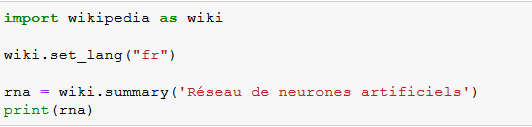 import wikipedia as wiki
wiki.set_lang("fr")
rna = wiki.summary('Réseau de neurones artificiels')
print(rna)